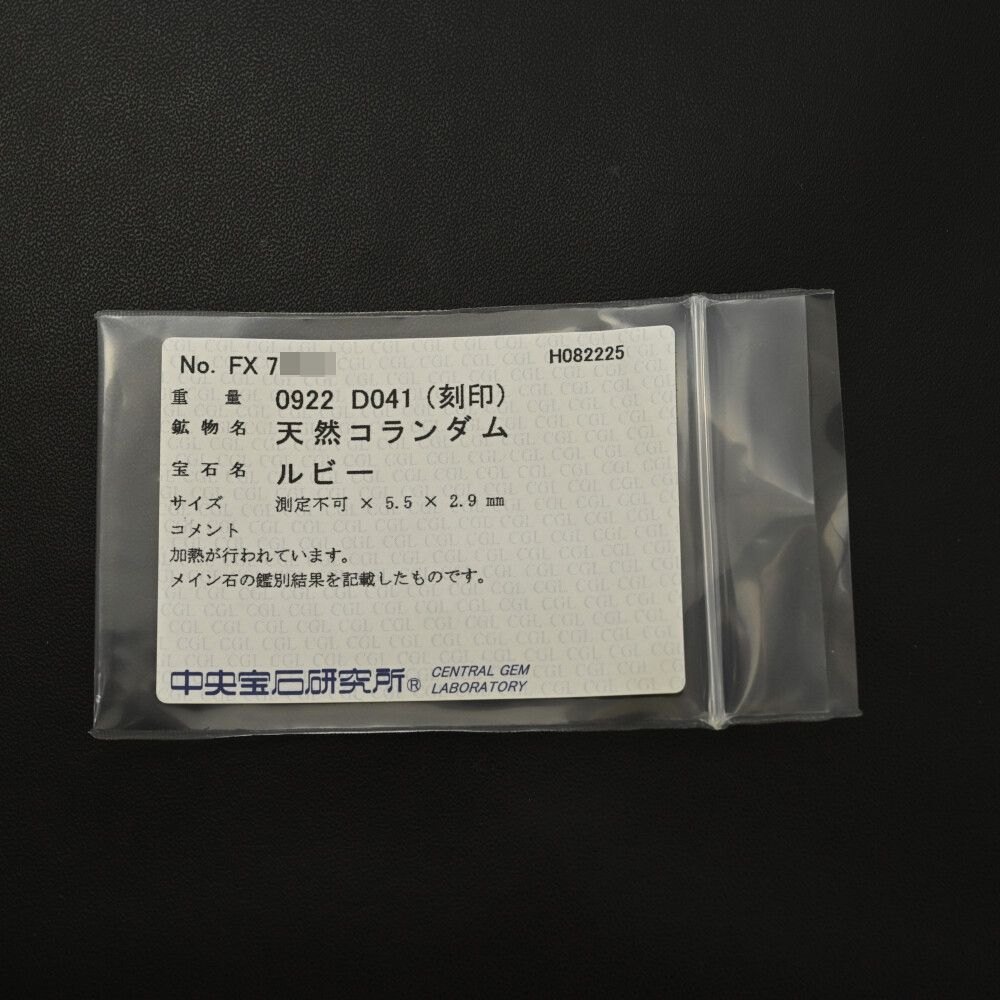 No. FX 7
H082225
重 量 0922 D041 (刻印)
鉱物名 天然コランダム
宝石名 ルビー
サイズ 測定不可 × 5.5 × 2.9 mm
コメント
加熱が行われています。
メイン石の鑑別結果を記載したものです。
中央宝石研究所® CENTRAL GEM
LABORATORY